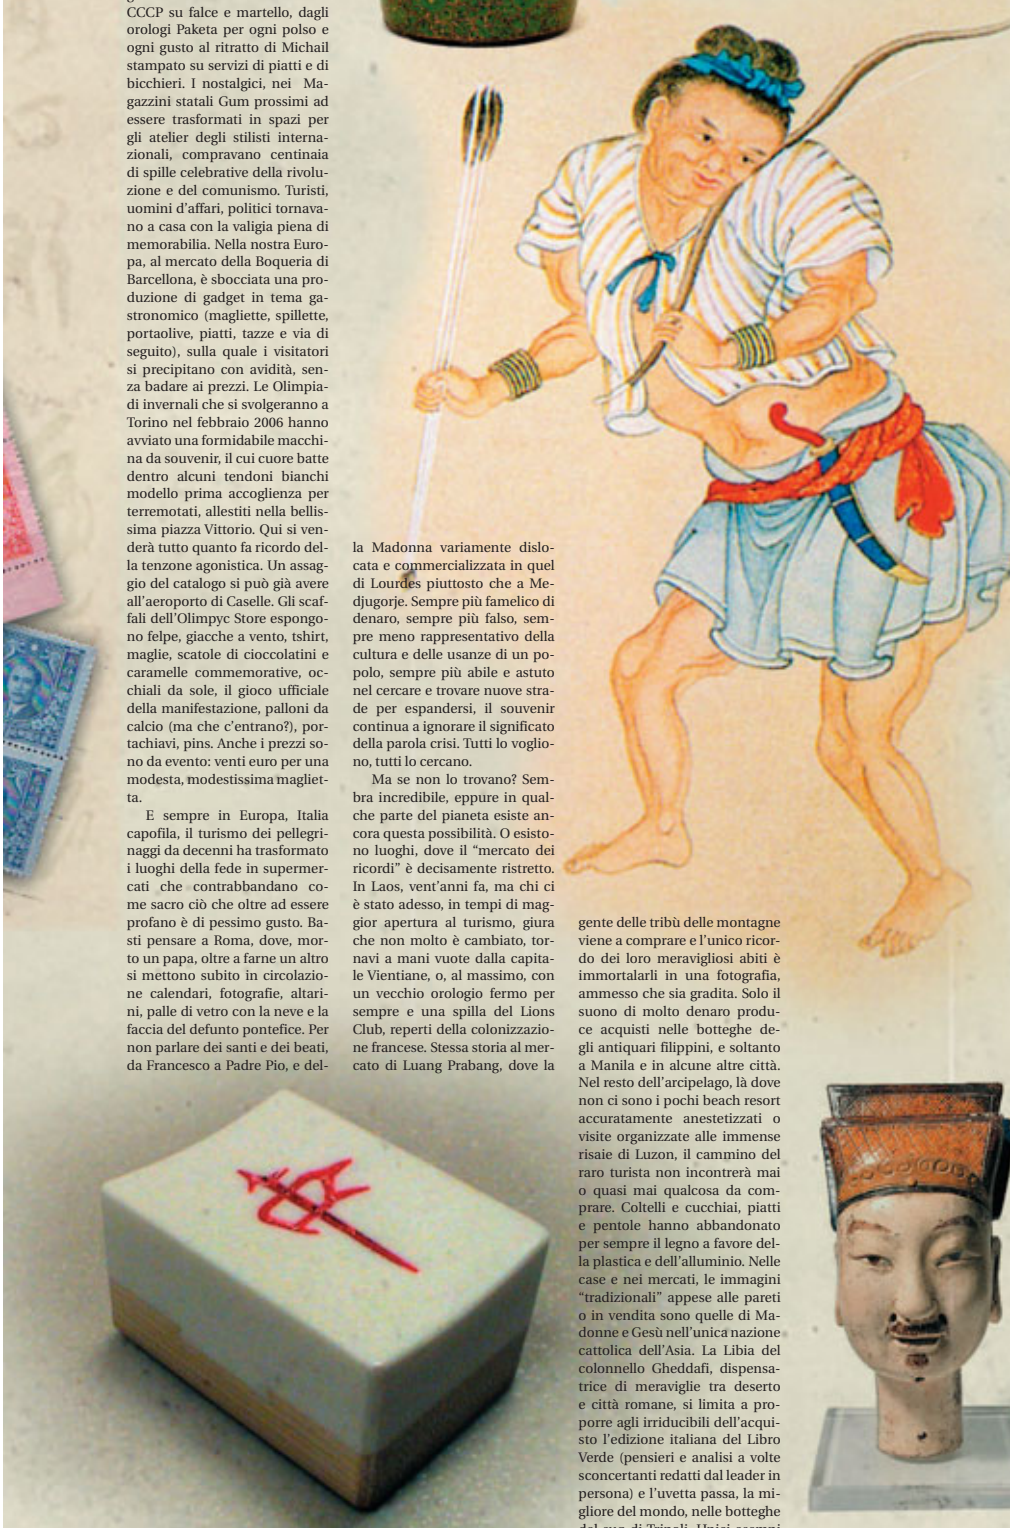 CCCP su falce e martello, dagli
orologi Paketa per ogni polso e
ogni gusto al ritratto di Michail
stampato su servizi di piatti e di
bicchieri. I nostalgici, nei Ma-
gazzini statali Gum prossimi ad
essere trasformati in spazi per
gli atelier degli stilisti interna-
zionali, compravano centinaia
di spille celebrative della rivolu-
zione e del comunismo. Turisti,
uomini d'affari, politici tornava-
no a casa con la valigia piena di
memorabilia. Nella nostra Euro-
pa, al mercato della Boqueria di
Barcellona, è sbocciata una pro-
duzione di gadget in tema ga-
stronomico (magliette, spillette,
portaolive, piatti, tazze e via di
seguito), sulla quale i visitatori
si precipitano con avidità, sen-
za badare ai prezzi. Le Olimpia-
di invernali che si svolgeranno a
Torino nel febbraio 2006 hanno
avviato una formidabile macchi-
na da souvenir, il cui cuore batte
dentro alcuni tendoni bianchi
modello prima accoglienza per
terremotati, allestiti nella bellis-
sima piazza Vittorio. Qui si ven-
derà tutto quanto fa ricordo del-
la tenzone agonistica. Un assag-
gio del catalogo si può già avere
all'aeroporto di Caselle. Gli scaf-
fali dell'Olimpyc Store espongo-
no felpe, giacche a vento, tshirt,
maglie, scatole di cioccolatini e
caramelle commemorative, oc-
chiali da sole, il gioco ufficiale
della manifestazione, palloni da
calcio (ma che c'entrano?), por-
tachiavi, pins. Anche i prezzi so-
no da evento: venti euro per una
modesta, modestissima magliet-
ta.
E sempre in Europa, Italia
capofila, il turismo dei pellegri-
naggi da decenni ha trasformato
i luoghi della fede in supermer-
cati che contrabbandano co-
me sacro ciò che oltre ad essere
profano è di pessimo gusto. Ba-
sti pensare a Roma, dove, mor-
to un papa, oltre a farne un altro
si mettono subito in circolazio-
ne calendari, fotografie, altari-
ni, palle di vetro con la neve e la
faccia del defunto pontefice. Per
non parlare dei santi e dei beati,
da Francesco a Padre Pio, e del-
la Madonna variamente dislo-
cata e commercializzata in quel
di Lourdes piuttosto che a Me-
djugorje. Sempre più famelico di
denaro, sempre più falso, sem-
pre meno rappresentativo della
cultura e delle usanze di un po-
polo, sempre più abile e astuto
nel cercare e trovare nuove stra-
de per espandersi, il souvenir
continua a ignorare il significato
della parola crisi. Tutti lo voglio-
no, tutti lo cercano.
Ma se non lo trovano? Sem-
bra incredibile, eppure in qual-
che parte del pianeta esiste an-
cora questa possibilità. O esisto-
no luoghi, dove il “mercato dei
ricordi” è decisamente ristretto.
In Laos, vent'anni fa, ma chi ci
è stato adesso, in tempi di mag-
gior apertura al turismo, giura
che non molto è cambiato, tor-
navi a mani vuote dalla capita-
le Vientiane, o, al massimo, con
un vecchio orologio fermo per
sempre e una spilla del Lions
Club, reperti della colonizzazio-
ne francese. Stessa storia al mer-
cato di Luang Prabang, dove la
gente delle tribù delle montagne
viene a comprare e l'unico ricor-
do dei loro meravigliosi abiti è
immortalarli in una fotografia,
ammesso che sia gradita. Solo il
suono di molto denaro produ-
ce acquisti nelle botteghe de-
gli antiquari filippini, e soltanto
a Manila e in alcune altre città.
Nel resto dell'arcipelago, là dove
non ci sono i pochi beach resort
accuratamente anestetizzati o
visite organizzate alle immense
risaie di Luzon, il cammino del
raro turista non incontrerà mai
o quasi mai qualcosa da com-
prare. Coltelli e cucchiai, piatti
e pentole hanno abbandonato
per sempre il legno a favore del-
la plastica e dell'alluminio. Nelle
case e nei mercati, le immagini
“tradizionali” appese alle pareti
o in vendita sono quelle di Ma-
donne e Gesù nell'unica nazione
cattolica dell'Asia. La Libia del
colonnello Gheddafi, dispensa-
trice di meraviglie tra deserto
e città romane, si limita a pro-
porre agli irriducibili dell'acqui-
sto l'edizione italiana del Libro
Verde (pensieri e analisi a volte
sconcertanti redatti dal leader in
persona) e l'uvetta passa, la mi-
gliore del mondo, nelle botteghe